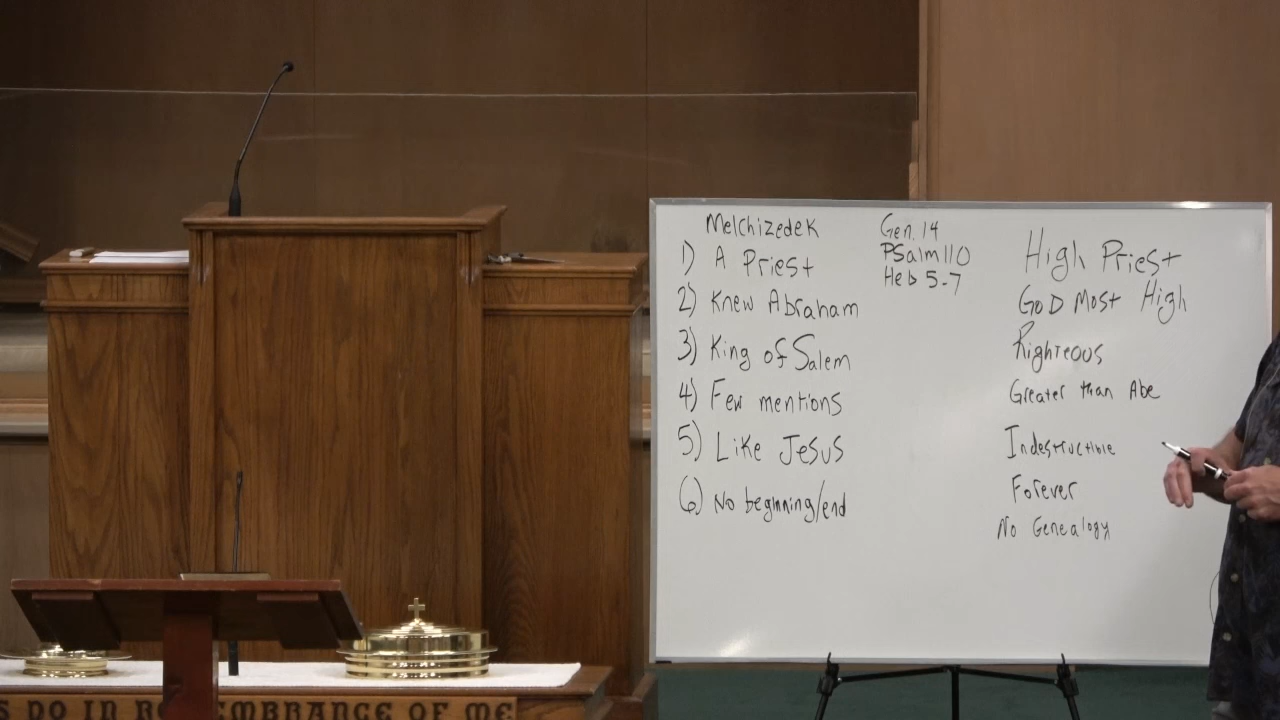 Melchizedek
1) A Priest
2) Knew Abraham
3) King of Salem
4) Few mentions
5) Like Jesus
6) No beginning/end
Gen. 14
PSalm 110
Heb 5-7
High Priest
GoD Most High
Righteous
Greater than Abe
Indestructible
Forever
No Genealogy
S DO IN REMEMBRANCE OF ME